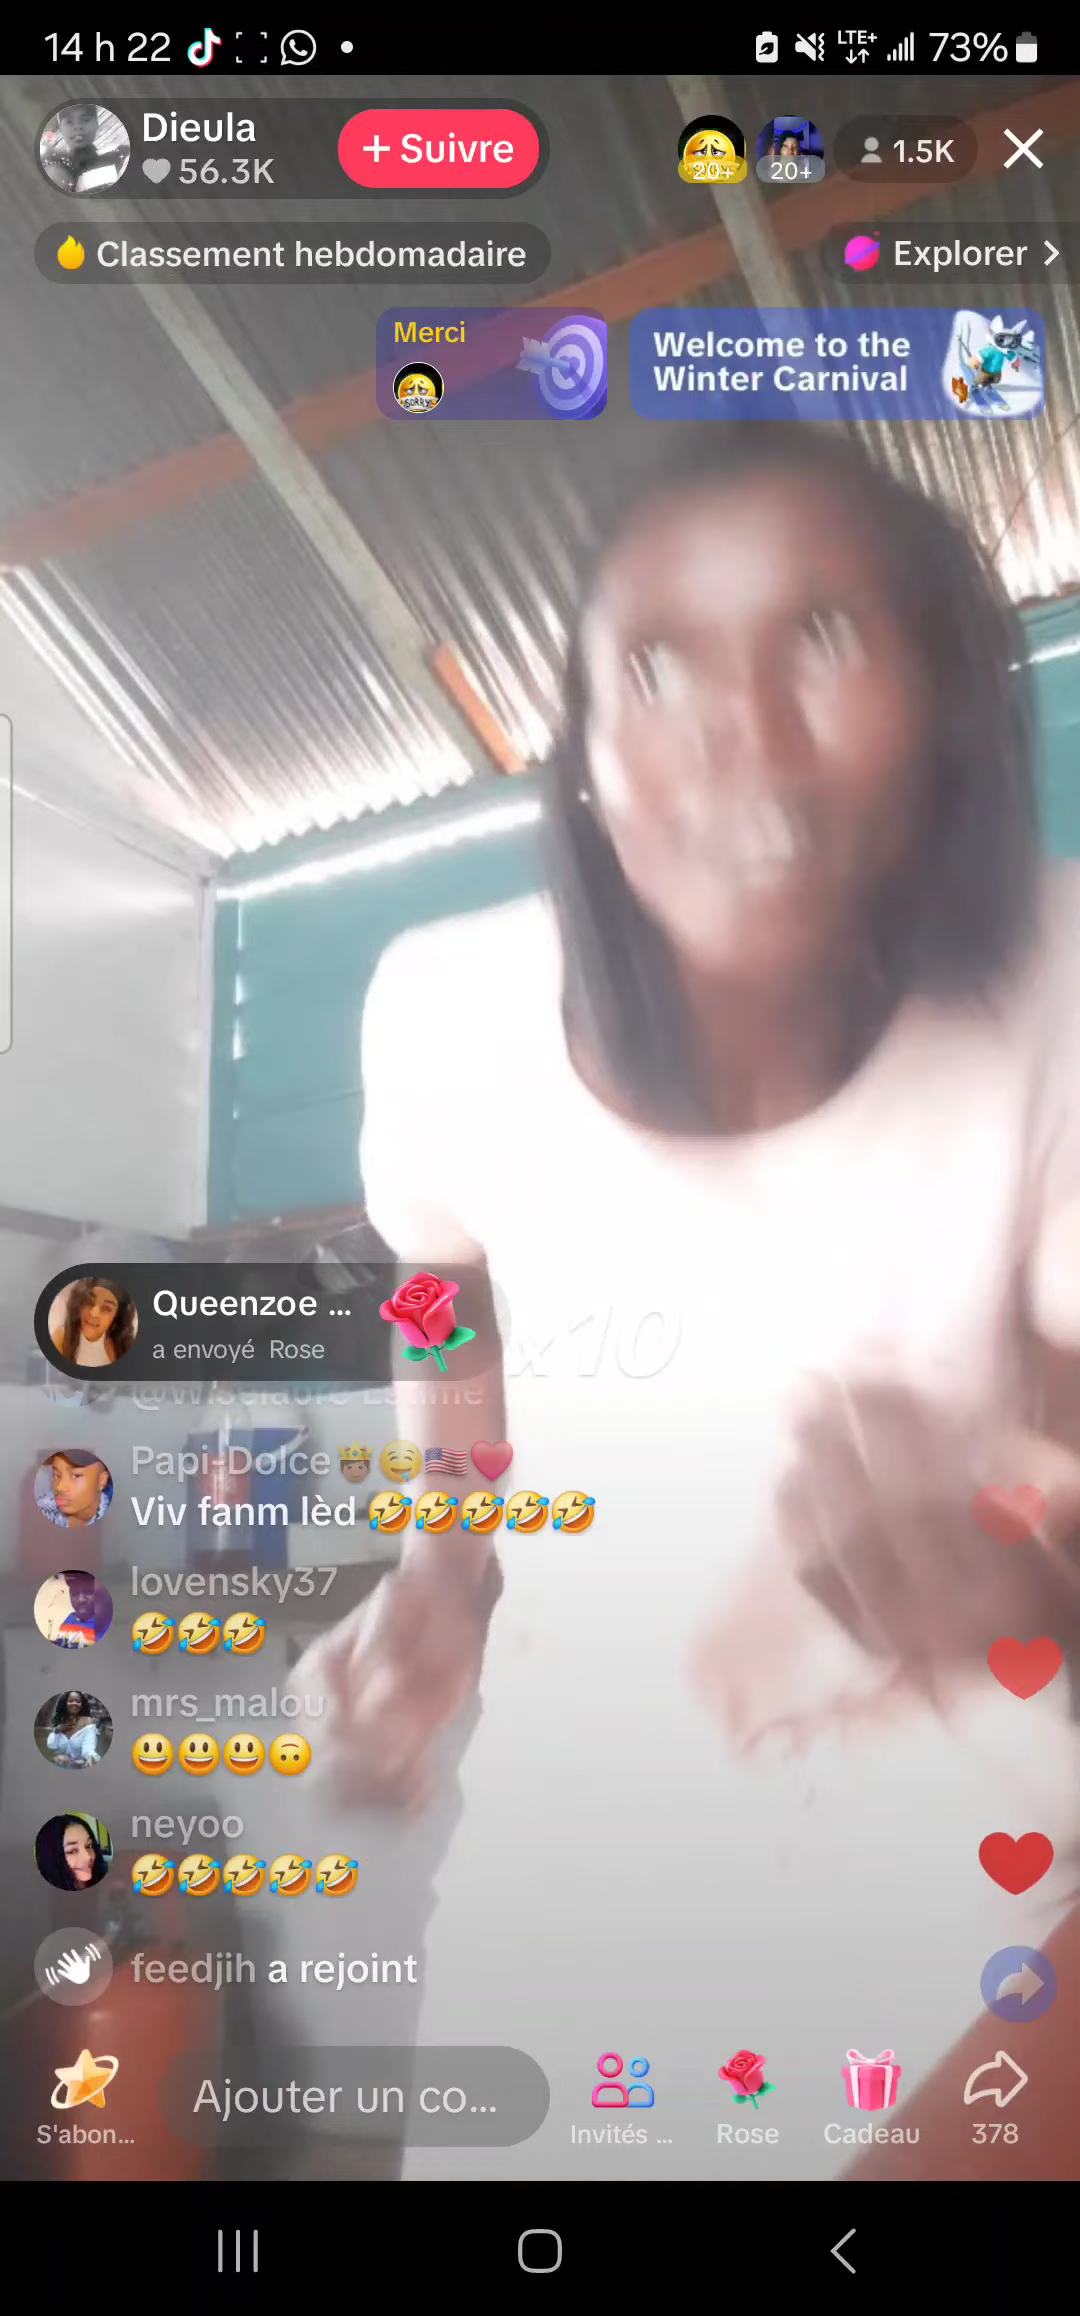 14 h 22
LTE+
73%
Dieula
56.3K
+ Suivre
20+
20+
1.5K
Classement hebdomadaire
Explorer
Merci
SORRY
Welcome to the
Winter Carnival
Queenzoe ...
a envoyé Rose
x10
Papi-Dolce🤴🏽🤤🇺🇸❤️
Viv fanm lèd 🤣🤣🤣🤣🤣
lovensky37
🤣🤣🤣
mrs_malou
😃😃😃🙃
neyoo
🤣🤣🤣🤣🤣
feedjih a rejoint
S'abon...
Ajouter un co...
Invités ...
Rose
Cadeau
378